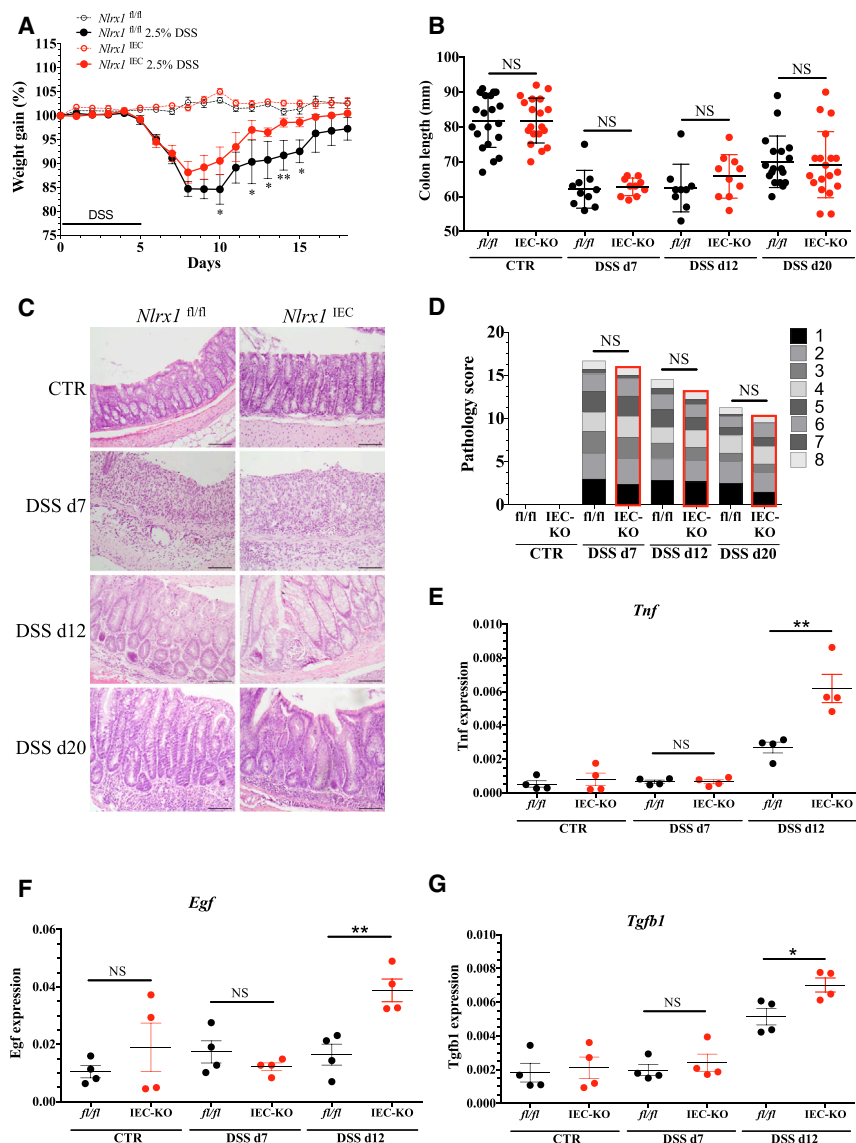 A
Nlrx1 fl/fl
Nlrx1 fl/fl 2.5% DSS
Nlrx1 IEC
Nlrx1 IEC 2.5% DSS
Weight gain (%)
120
115
110
105
100
95
90
85
80
75
DSS
*
*
*
**
*
0 5 10 15
Days
B
Colon length (mm)
100
90
80
70
60
50
NS
NS
NS
NS
fl/fl IEC-KO fl/fl IEC-KO fl/fl IEC-KO fl/fl IEC-KO
CTR DSS d7 DSS d12 DSS d20
C
Nlrx1 fl/fl Nlrx1 IEC
CTR
DSS d7
DSS d12
DSS d20
D
Pathology score
20
15
10
5
0
NS
NS
NS
1
2
3
4
5
6
7
8
fl/fl IEC-KO fl/fl IEC-KO fl/fl IEC-KO fl/fl IEC-KO
CTR DSS d7 DSS d12 DSS d20
E
Tnf
Tnf expression
0.010
0.008
0.006
0.004
0.002
0.000
NS
**
fl/fl IEC-KO fl/fl IEC-KO fl/fl IEC-KO
CTR DSS d7 DSS d12
F
Egf
Egf expression
0.06
0.04
0.02
0.00
NS
NS
**
fl/fl IEC-KO fl/fl IEC-KO fl/fl IEC-KO
CTR DSS d7 DSS d12
G
Tgfb1
Tgfb1 expression
0.010
0.008
0.006
0.004
0.002
0.000
NS
*
fl/fl IEC-KO fl/fl IEC-KO fl/fl IEC-KO
CTR DSS d7 DSS d12